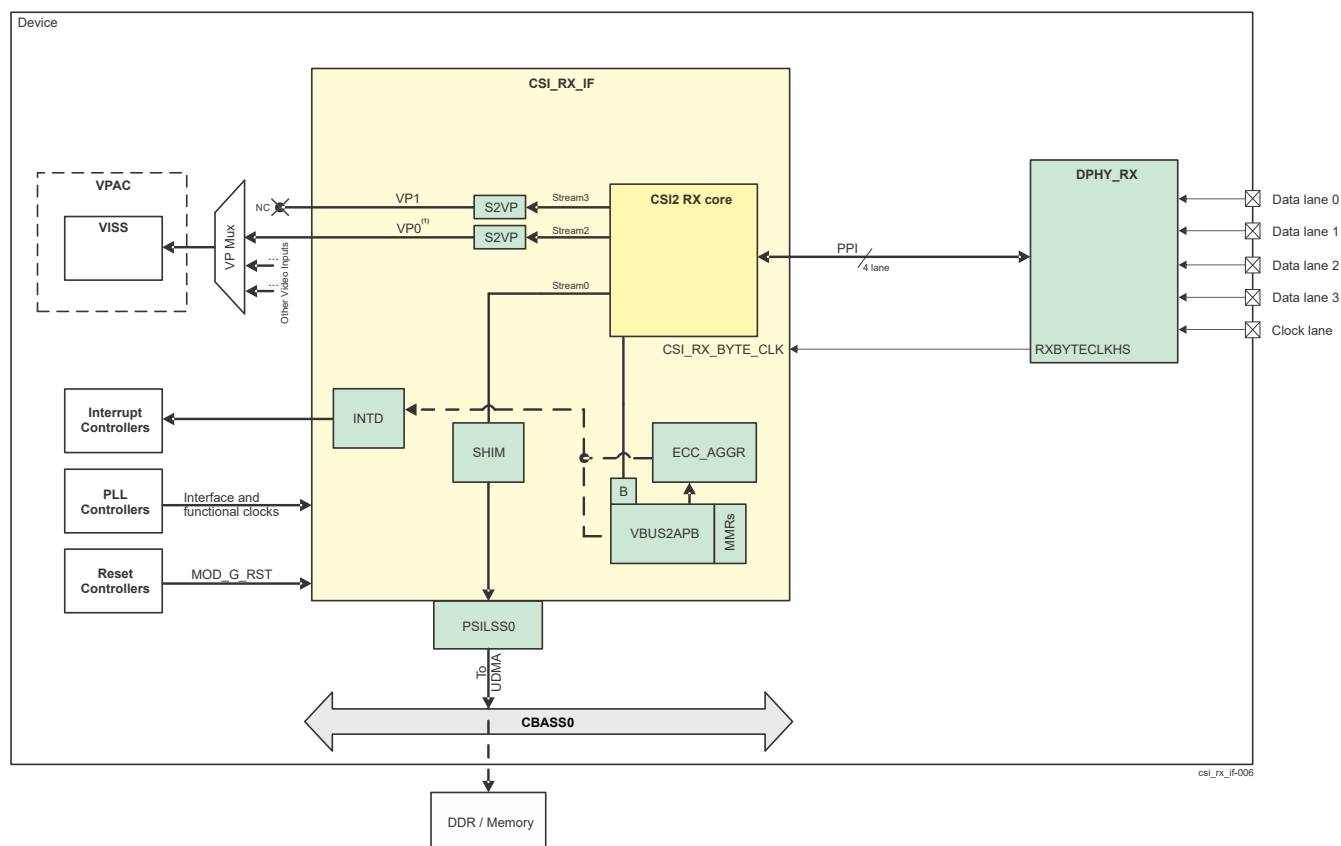 Device
CSI_RX_IF
VPAC
VISS
VP Mux
NC
VP1
S2VP
Stream3
VP0(1)
S2VP
Stream2
Stream0
... Other Video Inputs ...
CSI2 RX core
PPI
4 lane
DPHY_RX
Data lane 0
Data lane 1
Data lane 2
Data lane 3
Clock lane
CSI_RX_BYTE_CLK
RXBYTECLKHS
Interrupt
Controllers
INTD
SHIM
ECC_AGGR
PLL
Controllers
Interface and
functional clocks
B
VBUS2APB
MMRs
Reset
Controllers
MOD_G_RST
PSILSS0
To
UDMA
CBASS0
csi_rx_if-006
DDR / Memory